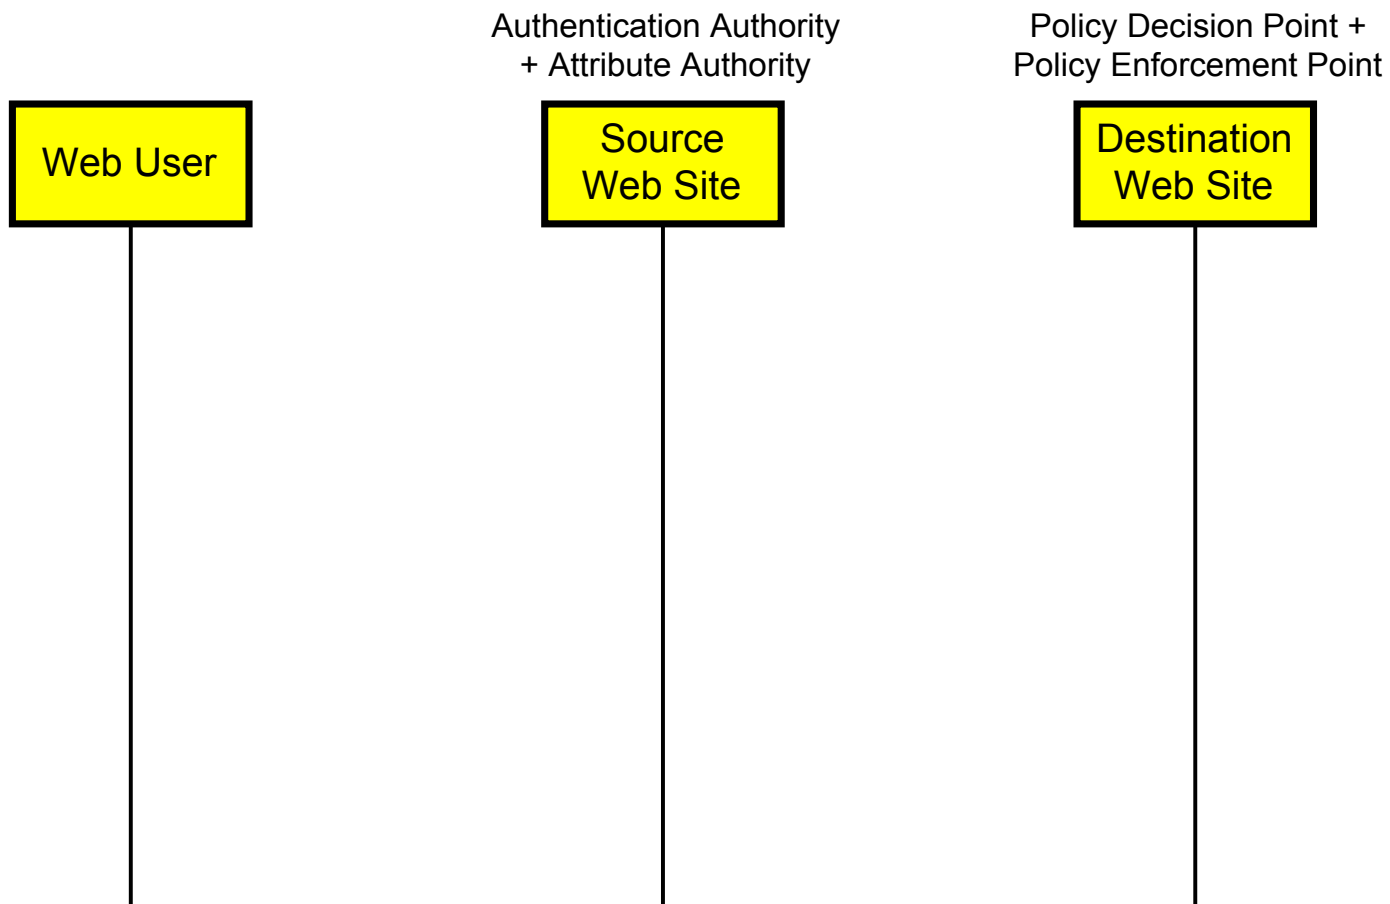 Authentication Authority
+ Attribute Authority
Policy Decision Point +
Policy Enforcement Point
Web User
Source
Web Site
Destination
Web Site